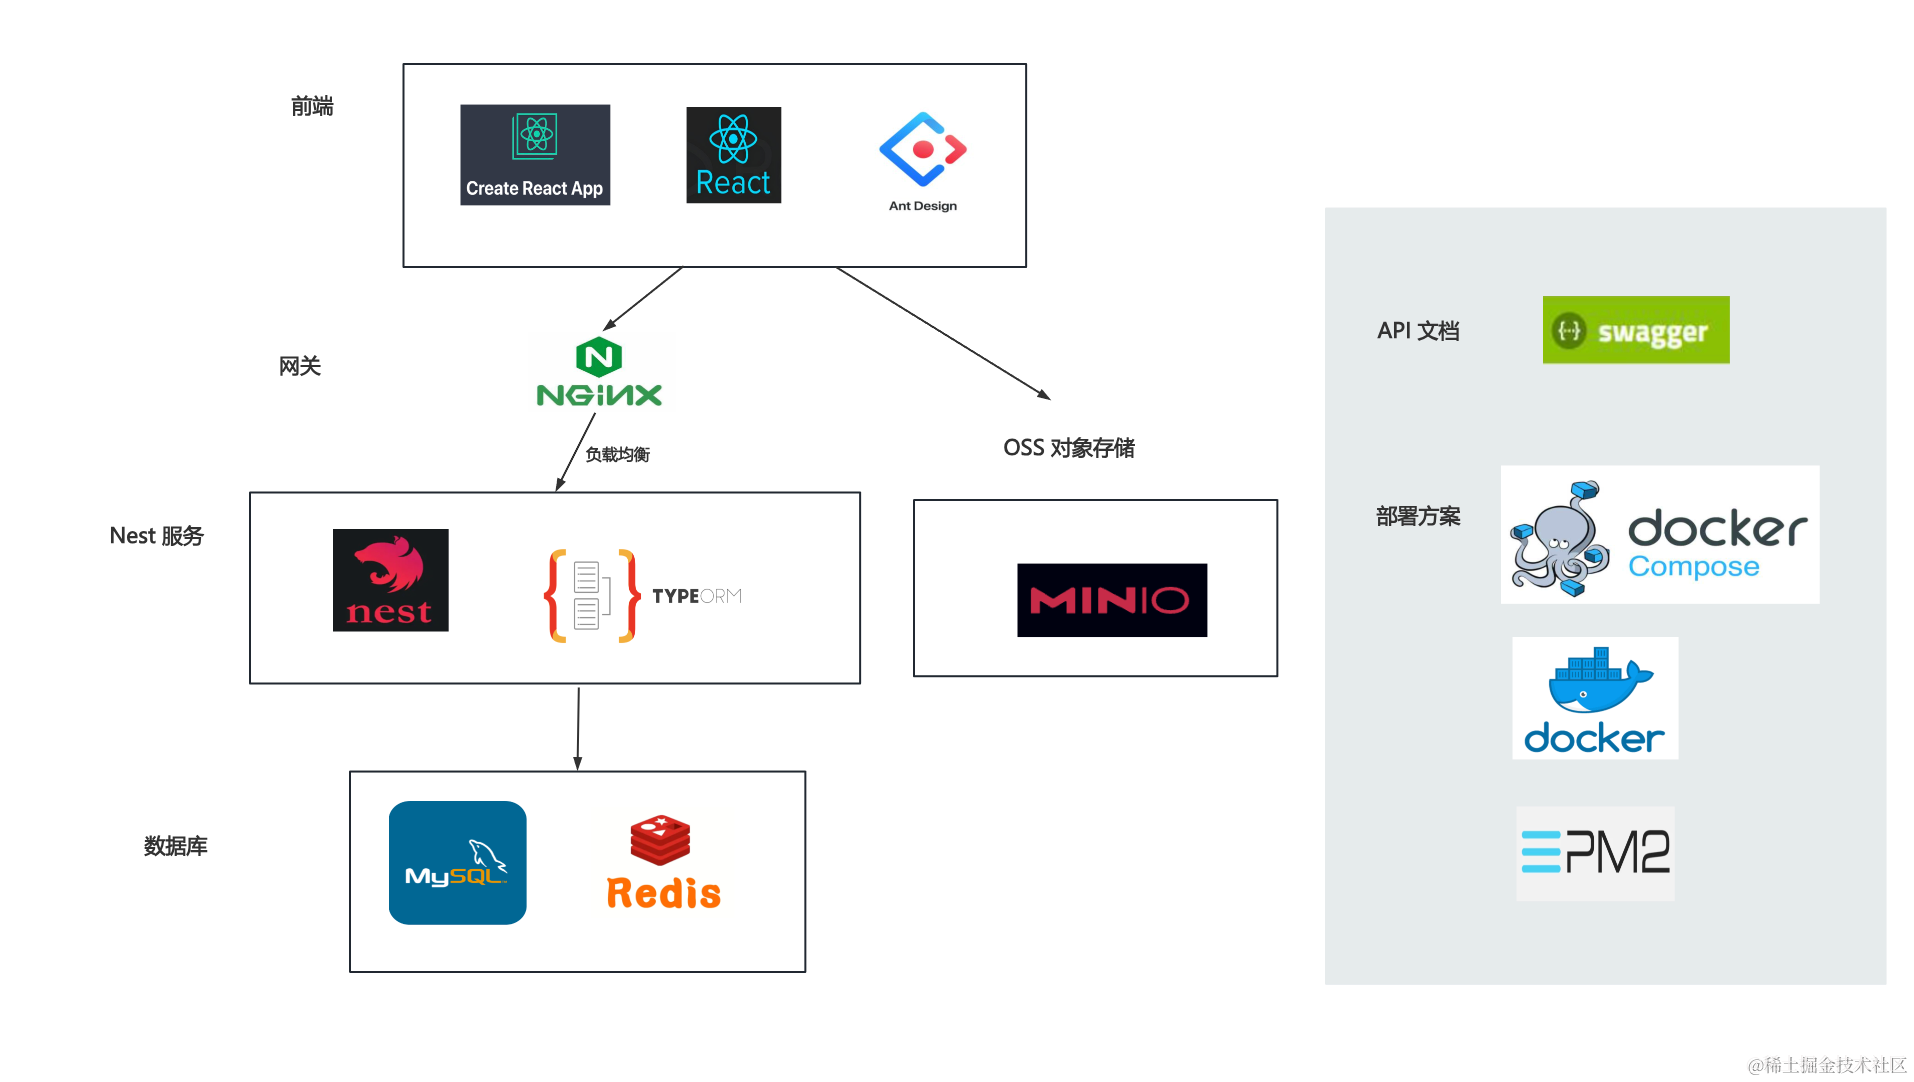 前端
Create React App
React
Ant Design
网关
NGINX
负载均衡
OSS 对象存储
Nest 服务
nest
TYPEORM
MINIO
数据库
MySQL
Redis
API 文档
swagger
部署方案
docker
Compose
docker
PM2
@稀土掘金技术社区